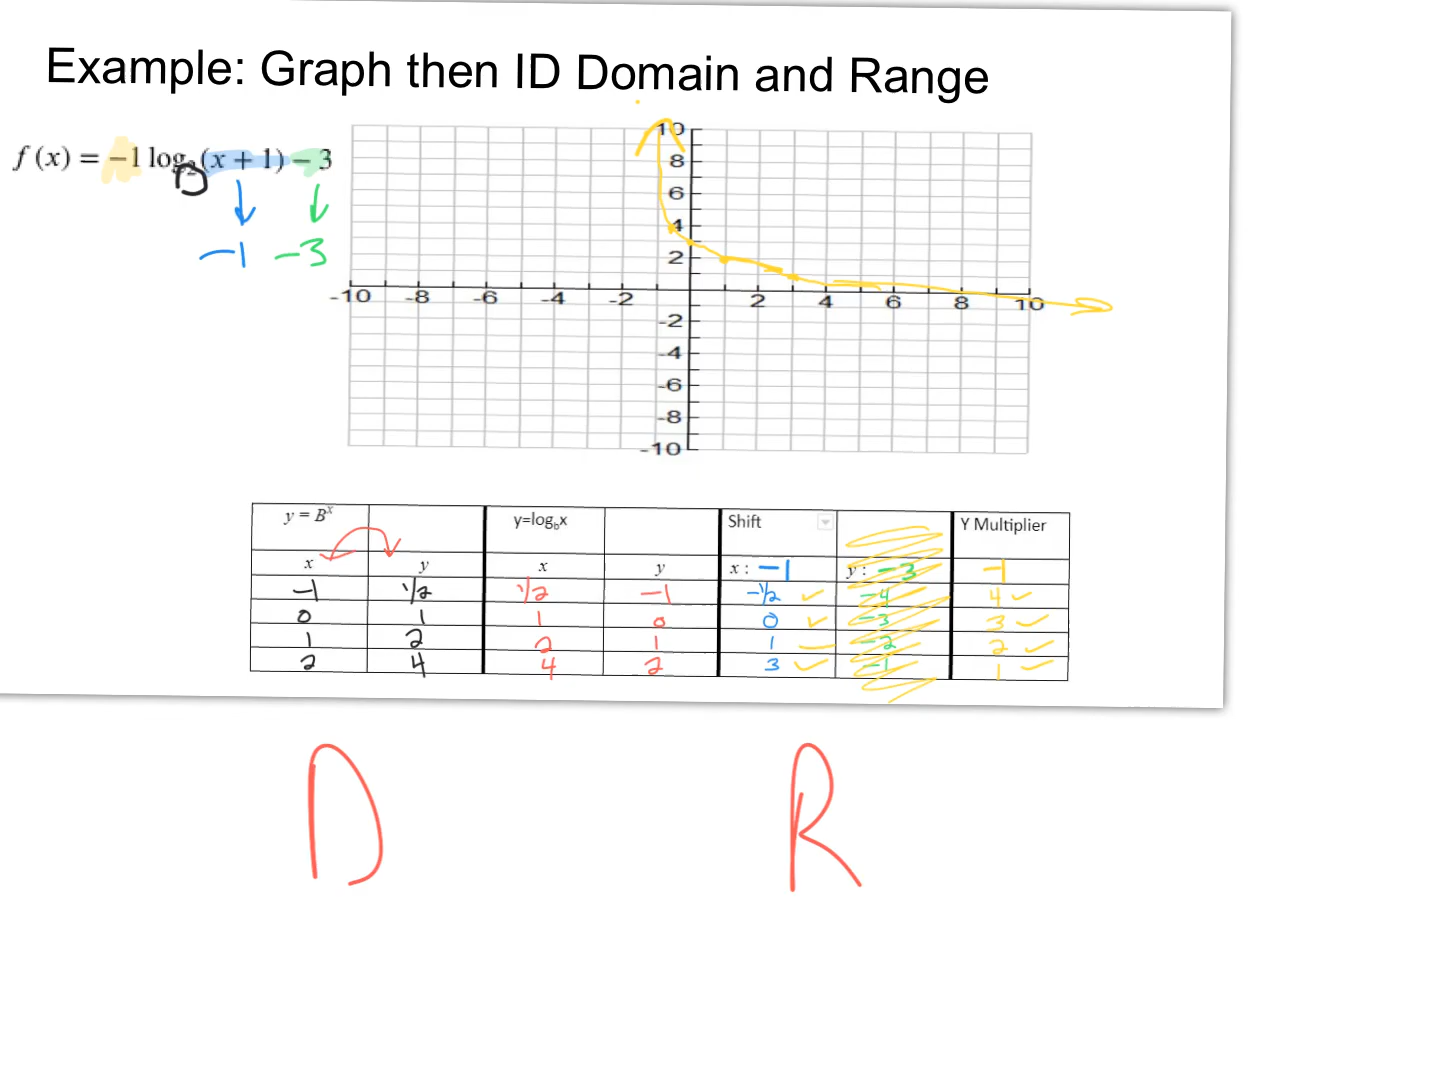 Example: Graph then ID Domain and Range
f (x) = −1 log₂(x + 1) − 3
−1 −3
10
8
6
4
2
-10 -8 -6 -4 -2 2 4 6 8 10
-2
-4
-6
-8
-10
y = Bˣ y=log_b x Shift Y Multiplier
x y x y x : −1 y : −3 −1
−1 1/2 1/2 −1 −1/2 ✓ −4 4 ✓
0 1 1 0 0 ✓ −3 3 ✓
1 2 2 1 1 −2 2 ✓
2 4 4 2 3 ✓ −1 1 ✓
D R